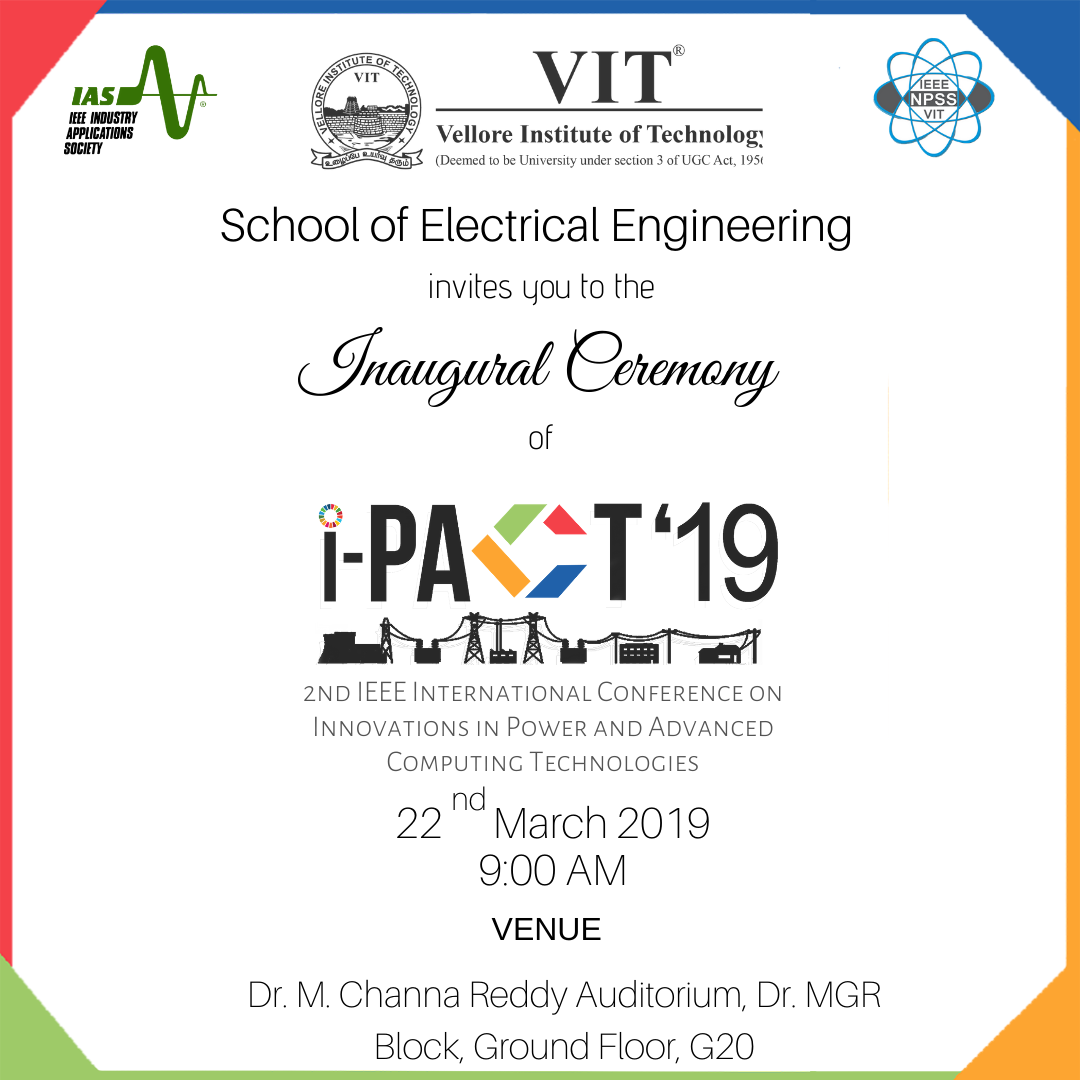 IAS
IEEE INDUSTRY
APPLICATIONS
SOCIETY
®
VELLORE INSTITUTE OF TECHNOLOGY
VIT
உழைப்பே உயர்வு தரும்
VIT®
Vellore Institute of Technology
(Deemed to be University under section 3 of UGC Act, 1956
IEEE
NPSS
VIT
School of Electrical Engineering
invites you to the
Inaugural Ceremony
of
i-PACT '19
2ND IEEE INTERNATIONAL CONFERENCE ON
INNOVATIONS IN POWER AND ADVANCED
COMPUTING TECHNOLOGIES
22nd March 2019
9:00 AM
VENUE
Dr. M. Channa Reddy Auditorium, Dr. MGR
Block, Ground Floor, G20